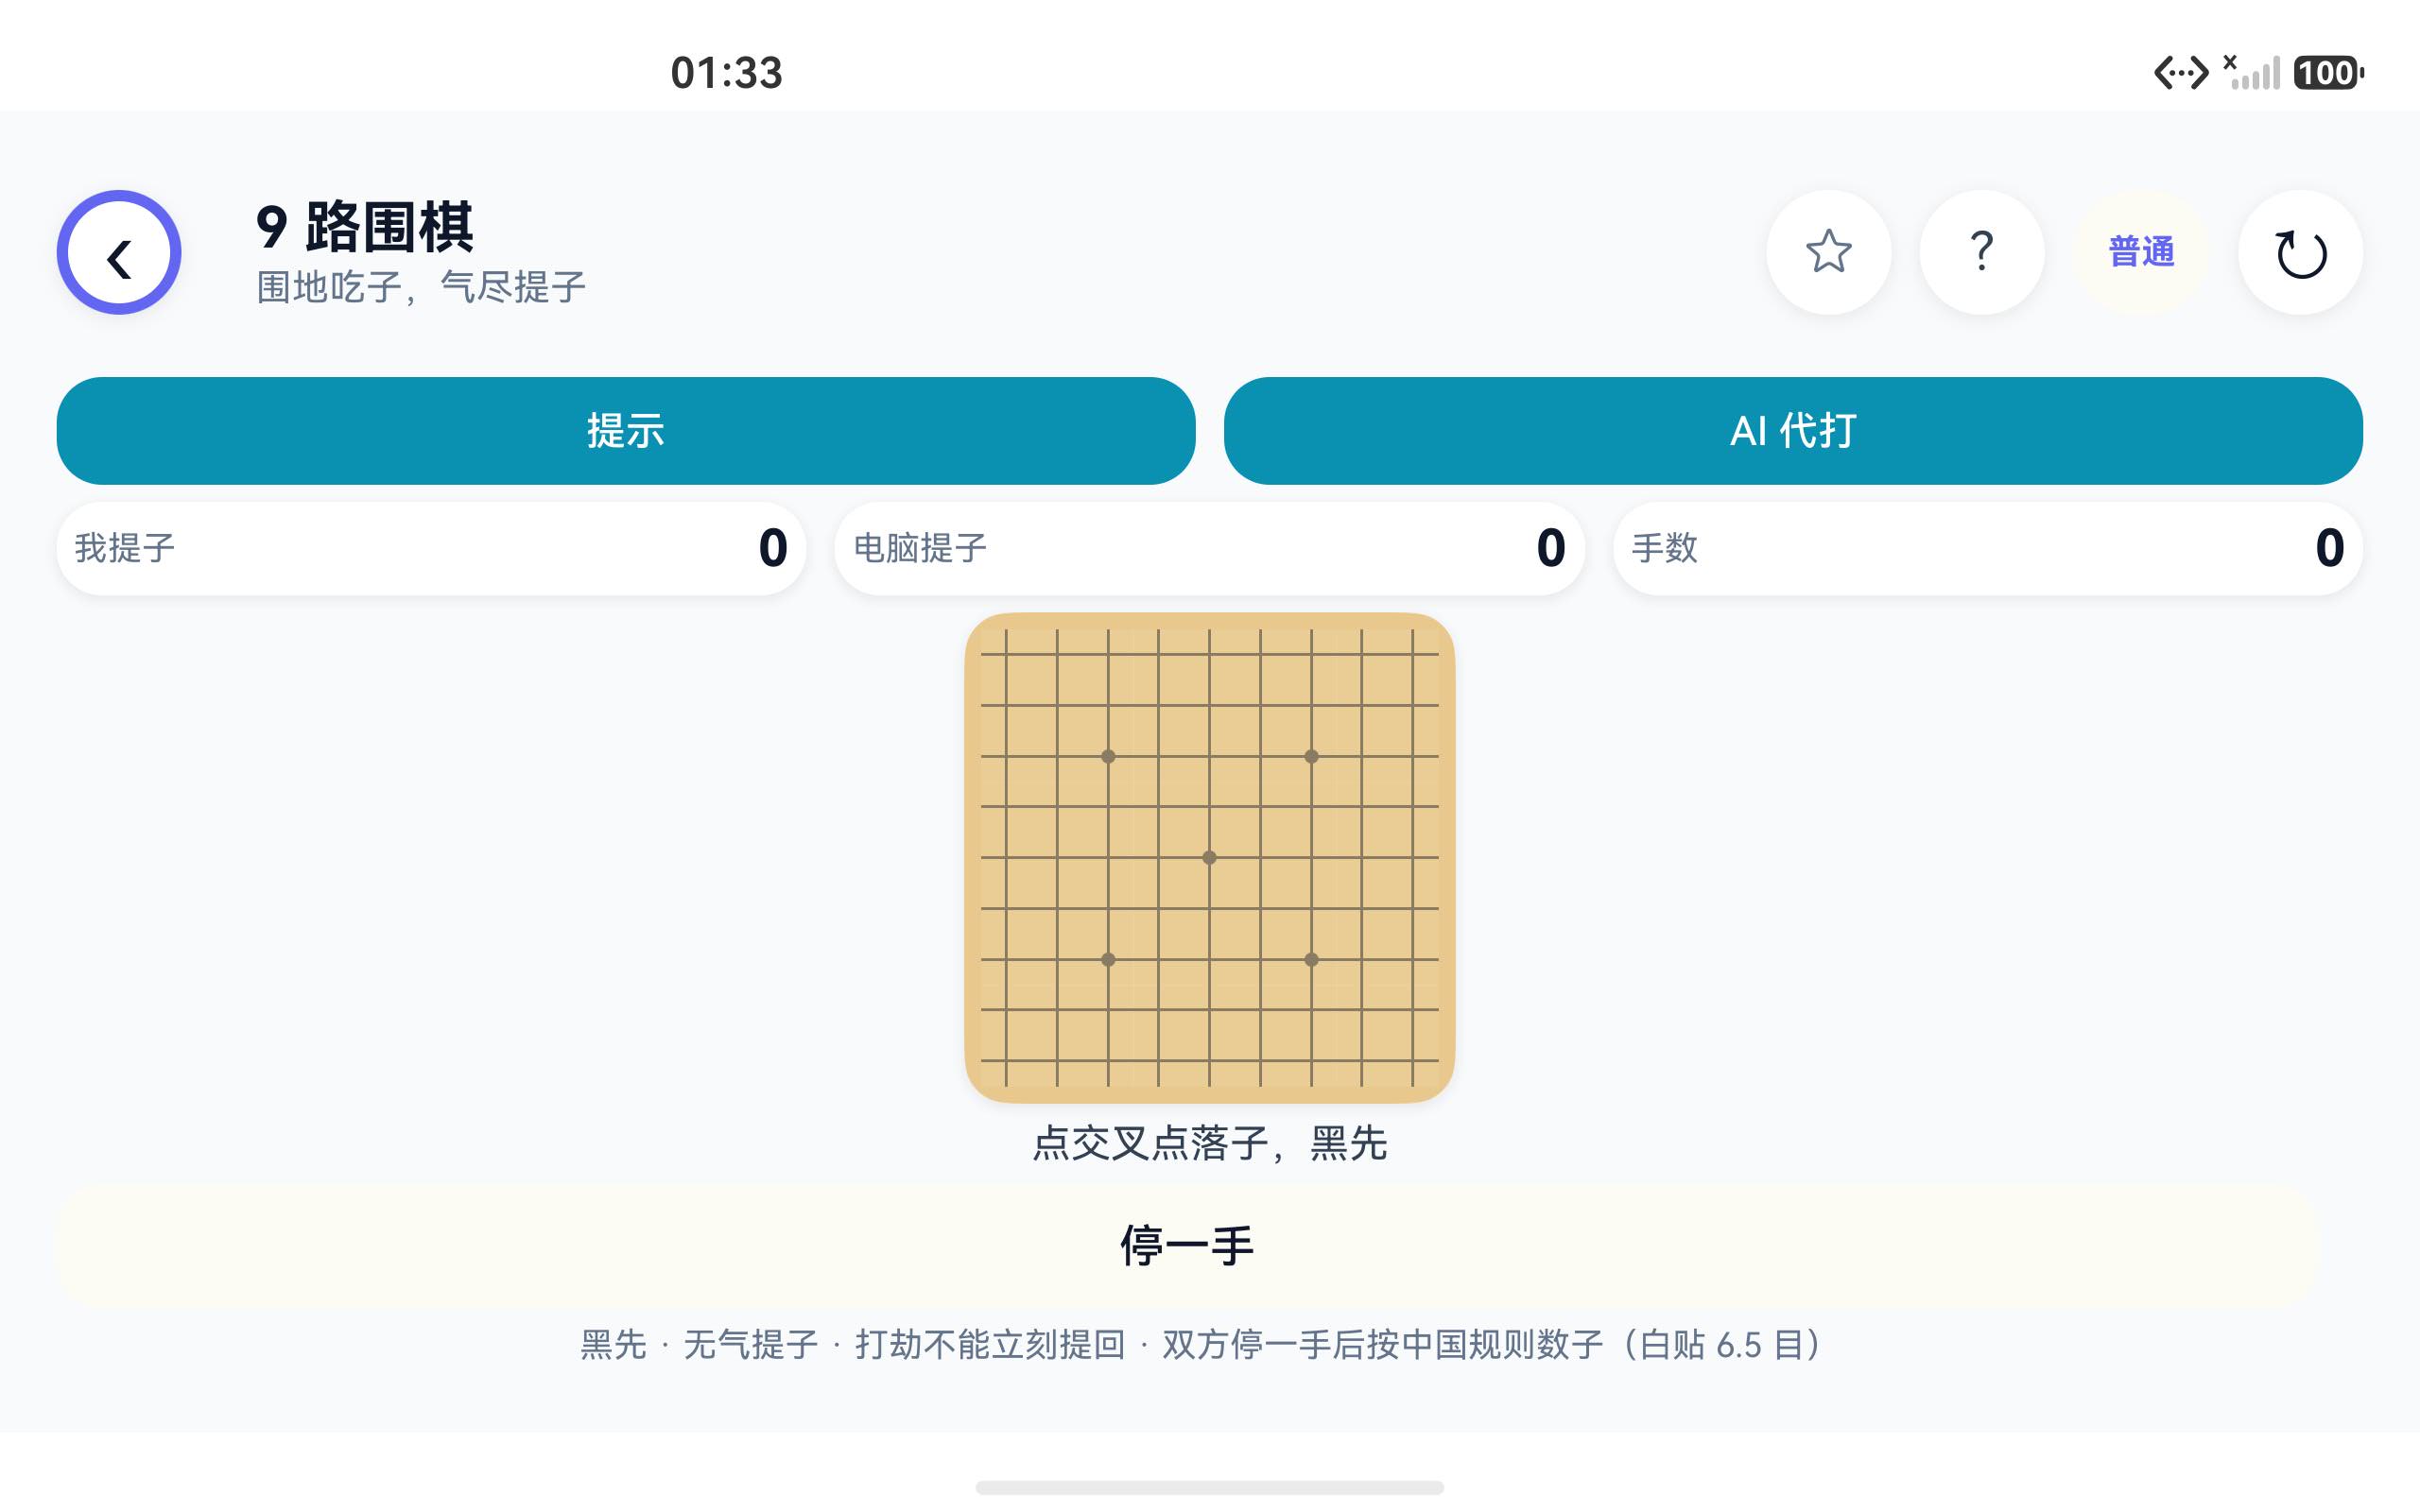 01:33
100
9 路围棋
围地吃子，气尽提子
?
普通
提示
AI 代打
我提子 0
电脑提子 0
手数 0
点交叉点落子，黑先
停一手
黑先 · 无气提子 · 打劫不能立刻提回 · 双方停一手后按中国规则数子（白贴 6.5 目）